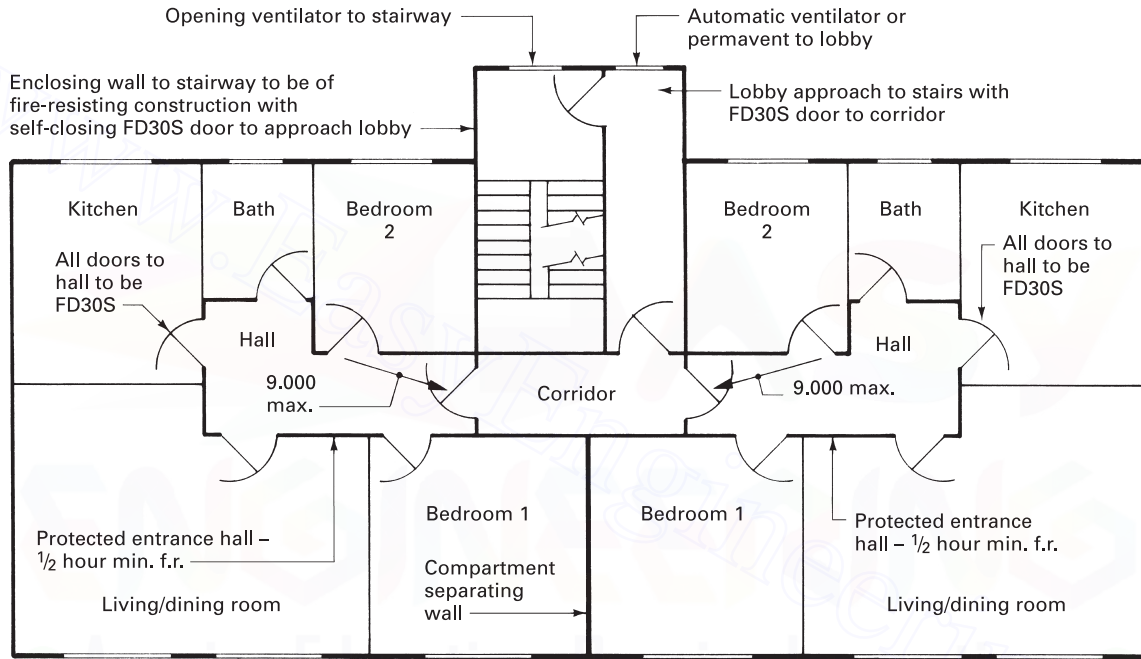 Opening ventilator to stairway
Automatic ventilator or
permavent to lobby
Enclosing wall to stairway to be of
fire-resisting construction with
self-closing FD30S door to approach lobby
Lobby approach to stairs with
FD30S door to corridor
Kitchen
Bath
Bedroom
2
Bedroom
2
Bath
Kitchen
All doors to
hall to be
FD30S
All doors to
hall to be
FD30S
Hall
Hall
9.000
max.
Corridor
9.000 max.
Bedroom 1
Bedroom 1
Protected entrance hall –
½ hour min. f.r.
Protected entrance
hall – ½ hour min. f.r.
Compartment
separating
wall
Living/dining room
Living/dining room